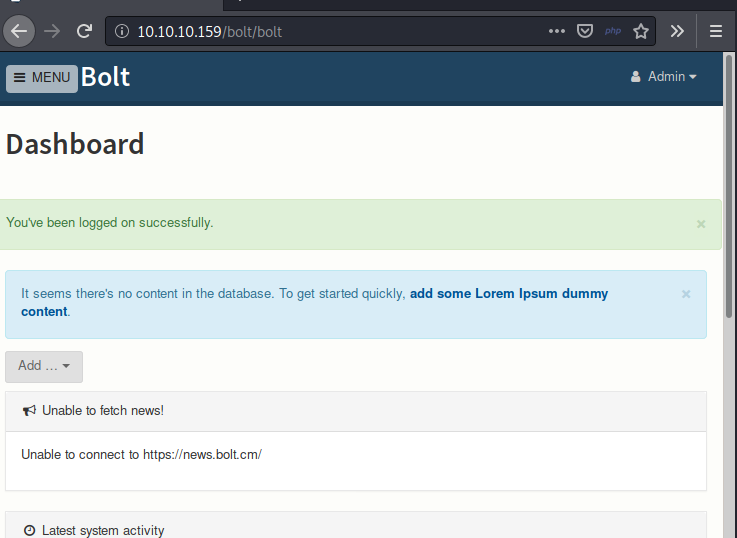 10.10.10.159/bolt/bolt
php
MENU Bolt
Admin
Dashboard
You've been logged on successfully.
×
It seems there's no content in the database. To get started quickly, add some Lorem Ipsum dummy
content.
×
Add ...
Unable to fetch news!
Unable to connect to https://news.bolt.cm/
Latest system activity